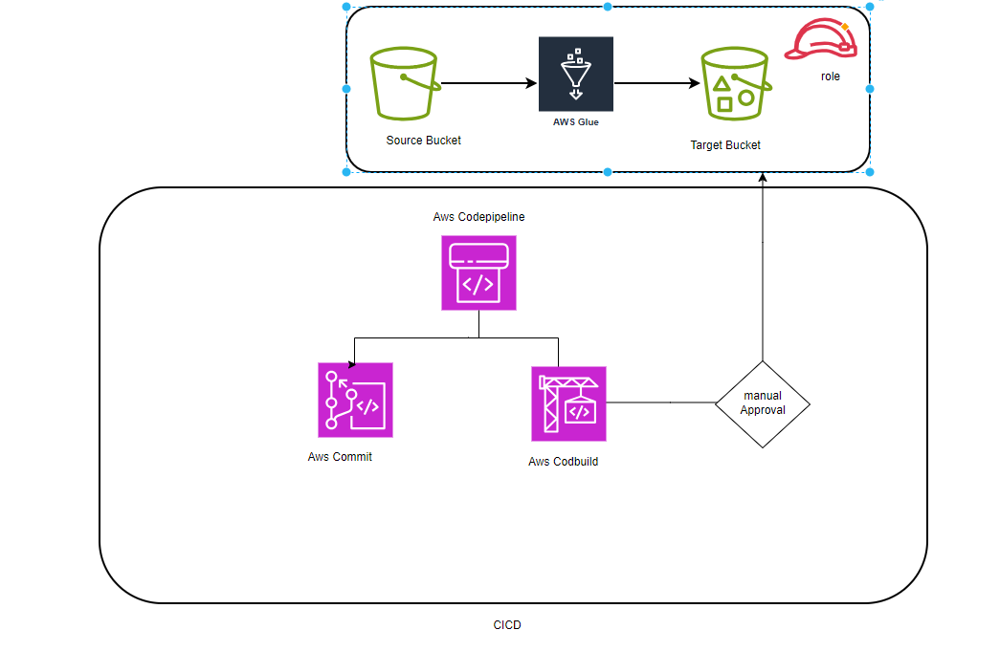 role
AWS Glue
Source Bucket
Target Bucket
Aws Codepipeline
</>
</>
manual
Approval
</>
Aws Commit
Aws Codbuild
CICD